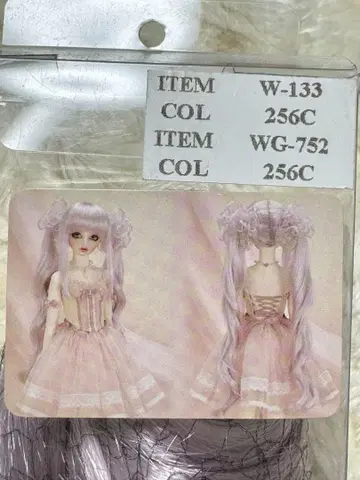 ITEM W-133
COL 256C
ITEM WG-752
COL 256C